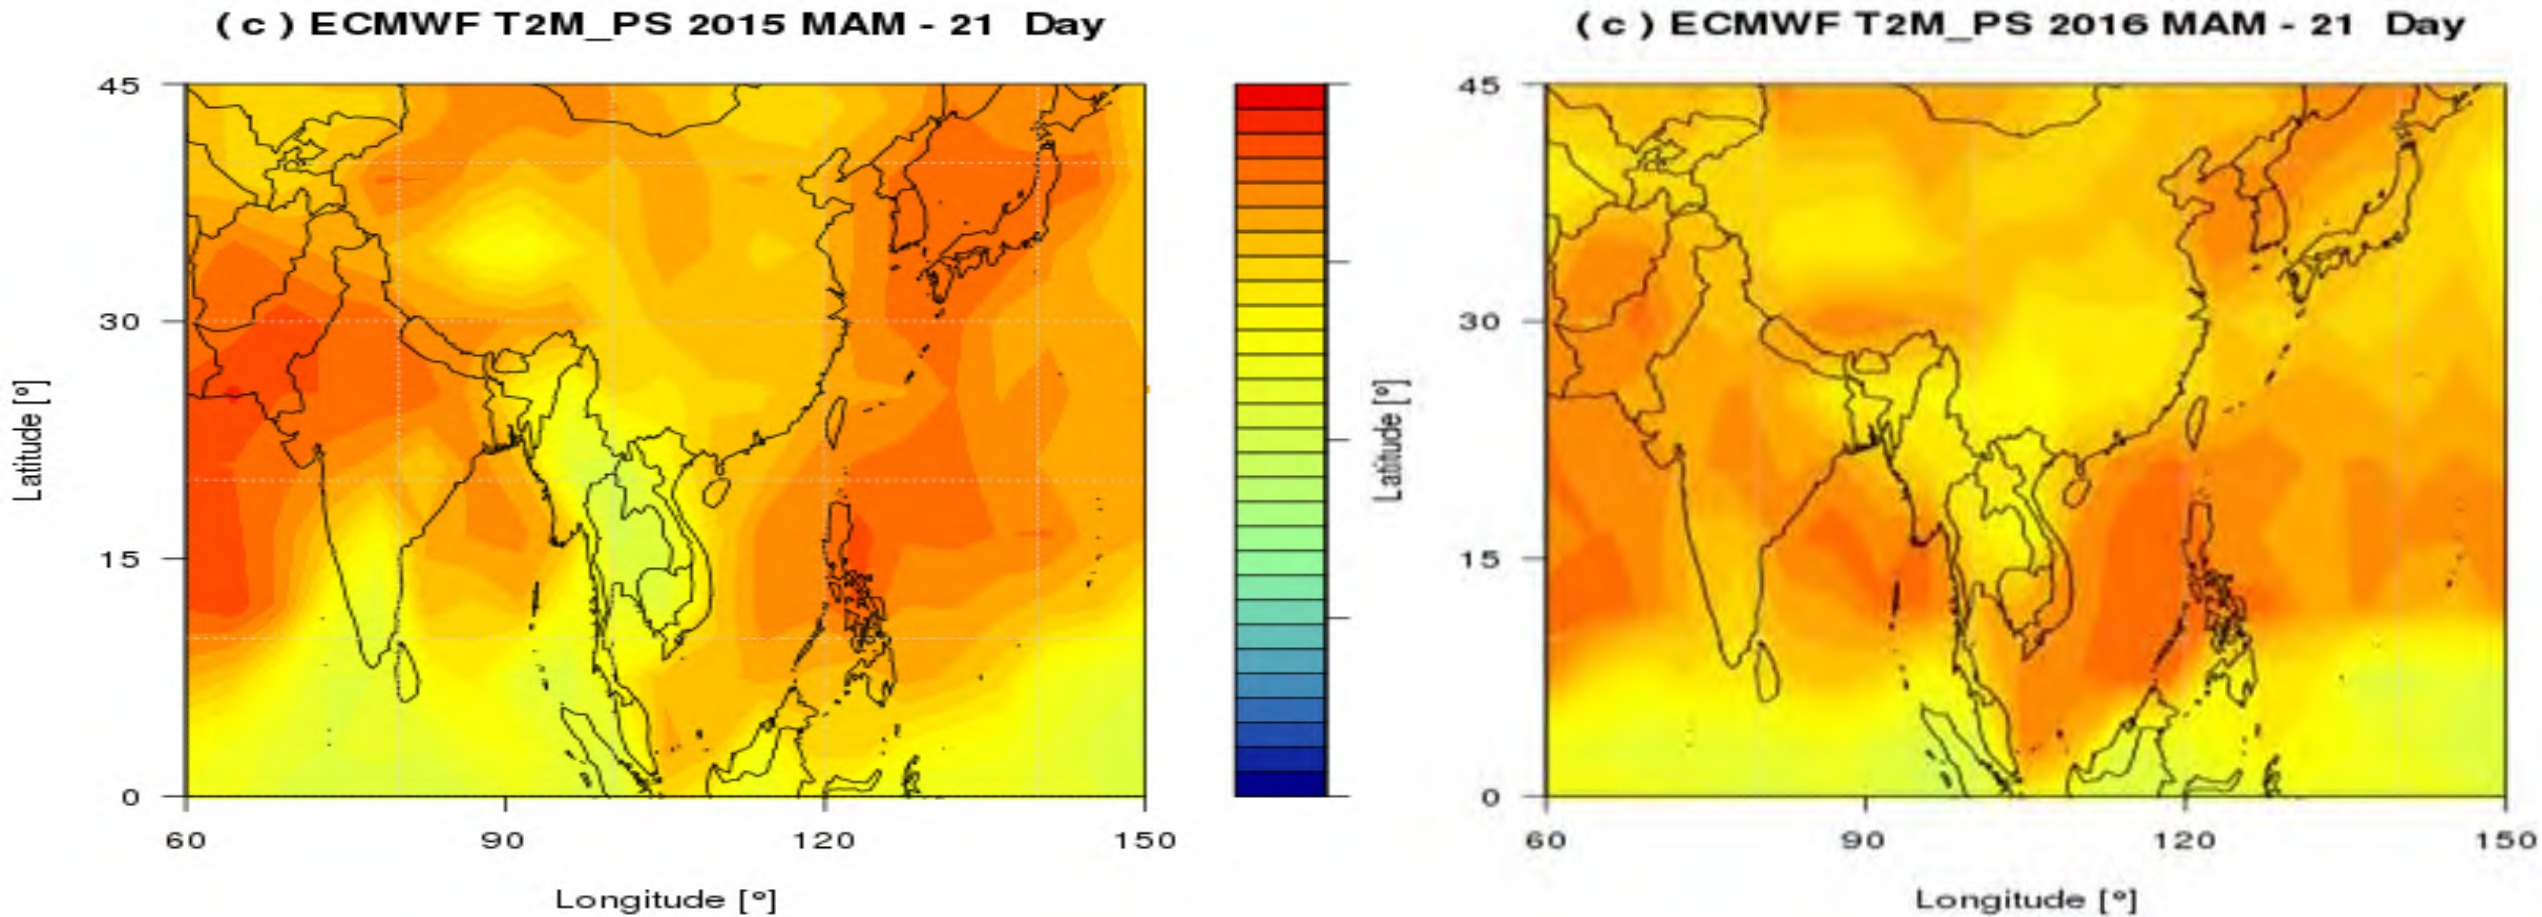 ( c ) ECMWF T2M_PS 2015 MAM - 21 Day
45
30
15
0
Latitude [°]
60 90 120 150
Longitude [°]
( c ) ECMWF T2M_PS 2016 MAM - 21 Day
45
30
15
0
Latitude [°]
60 90 120 150
Longitude [°]